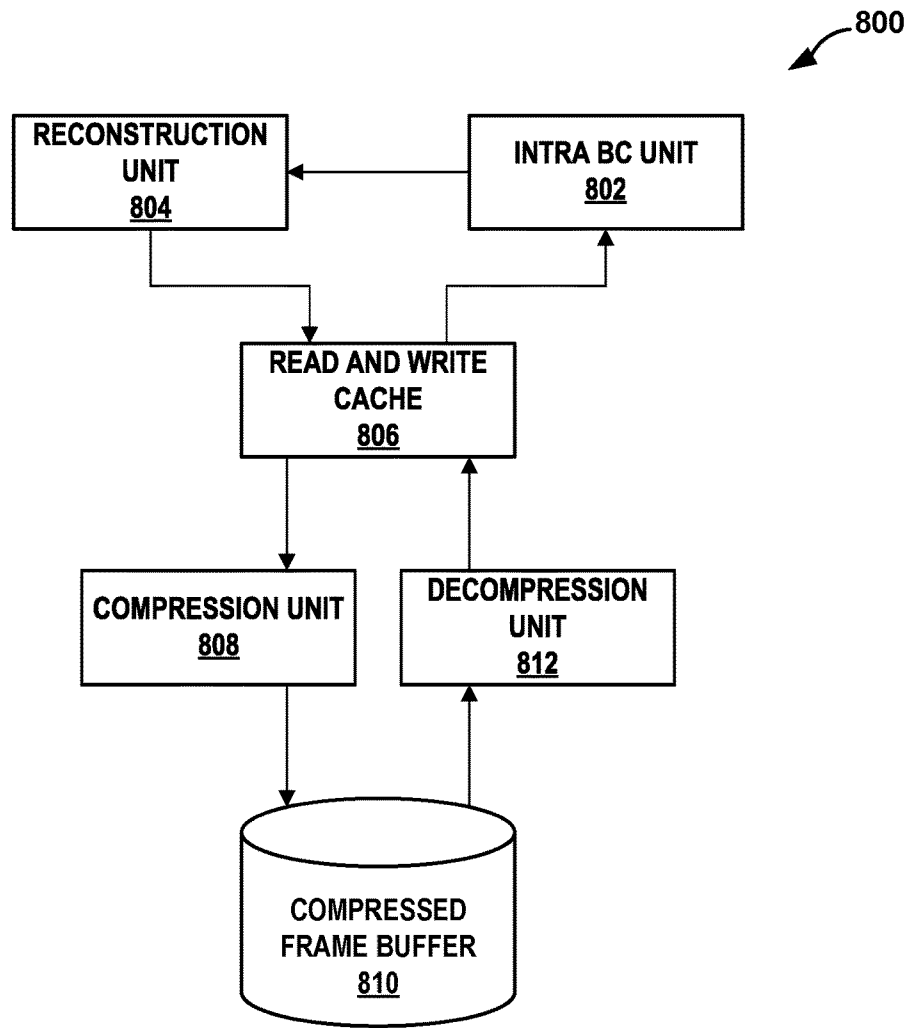 800
RECONSTRUCTION
UNIT
804
INTRA BC UNIT
802
READ AND WRITE
CACHE
806
COMPRESSION UNIT
808
DECOMPRESSION
UNIT
812
COMPRESSED
FRAME BUFFER
810